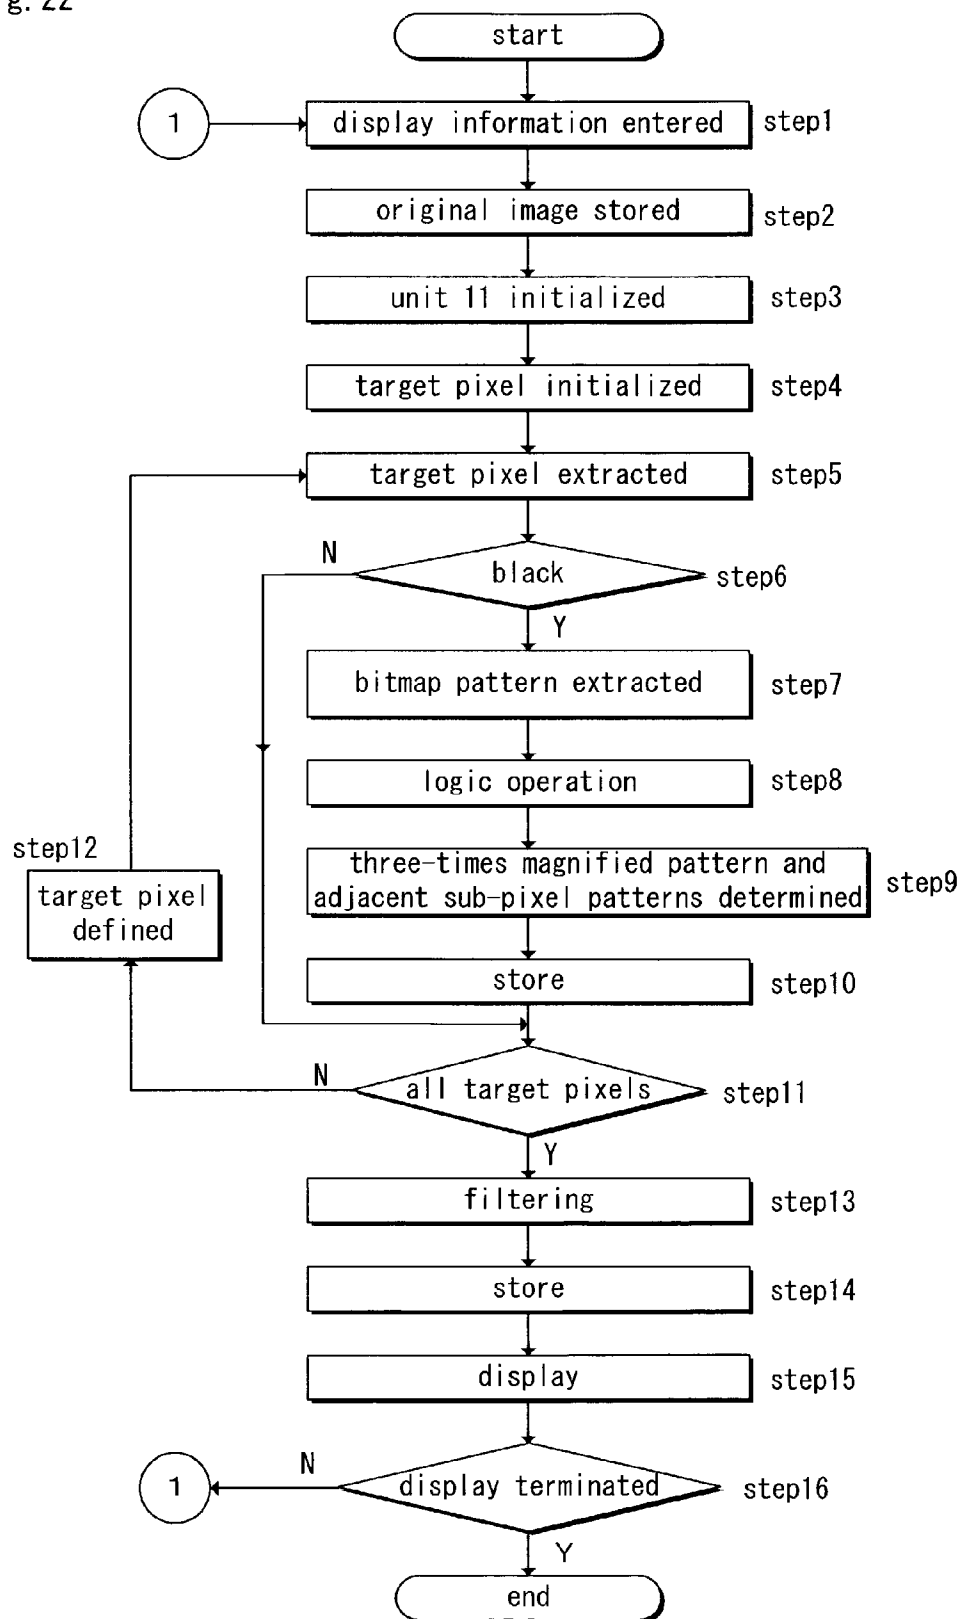 g. 22
start
1
display information entered
step1
original image stored
step2
unit 11 initialized
step3
target pixel initialized
step4
target pixel extracted
step5
N
black
step6
Y
bitmap pattern extracted
step7
logic operation
step8
step12
target pixel
defined
three-times magnified pattern and
adjacent sub-pixel patterns determined
step9
store
step10
N
all target pixels
step11
Y
filtering
step13
store
step14
display
step15
1
N
display terminated
step16
Y
end